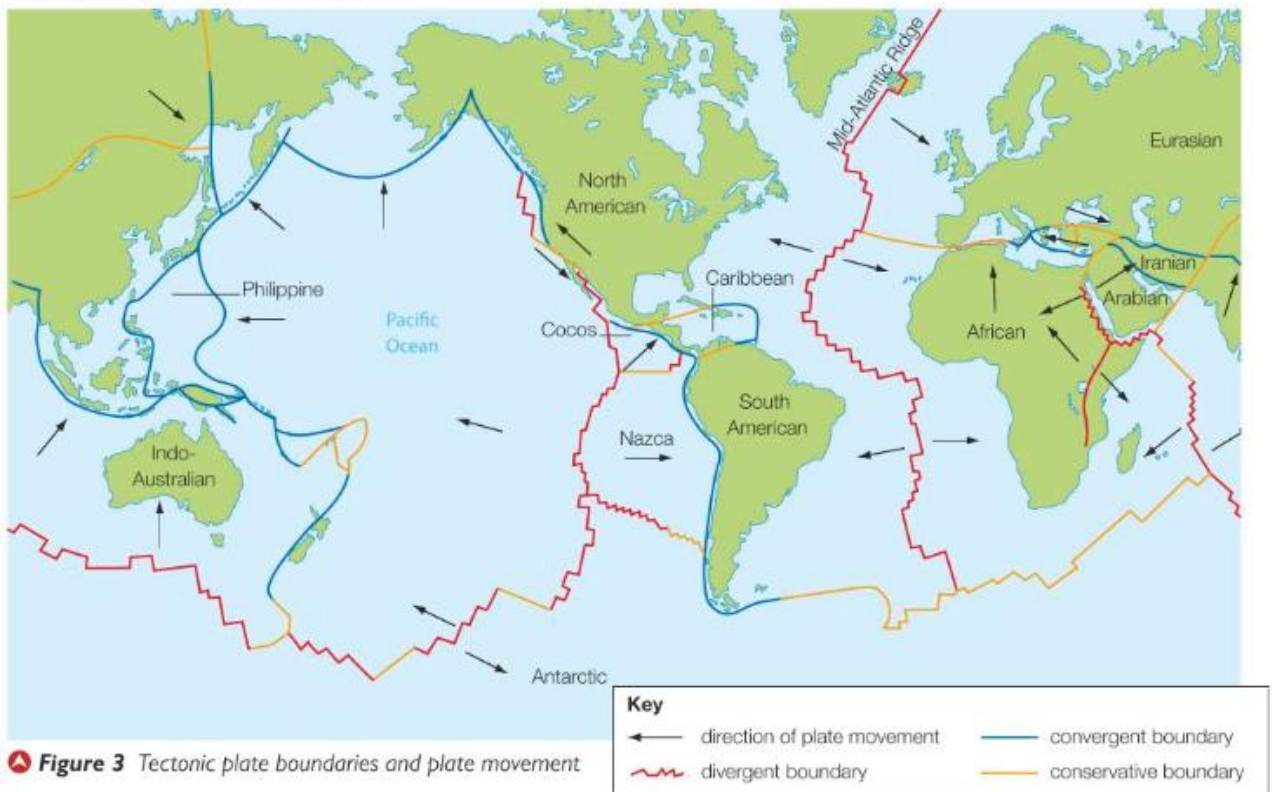 Mid-Atlantic Ridge
Eurasian
North
American
Iranian
Caribbean
Arabian
Philippine
Pacific
Ocean
Cocos
African
South
American
Nazca
Indo-
Australian
Antarctic
Key
direction of plate movement
convergent boundary
divergent boundary
conservative boundary
Figure 3 Tectonic plate boundaries and plate movement